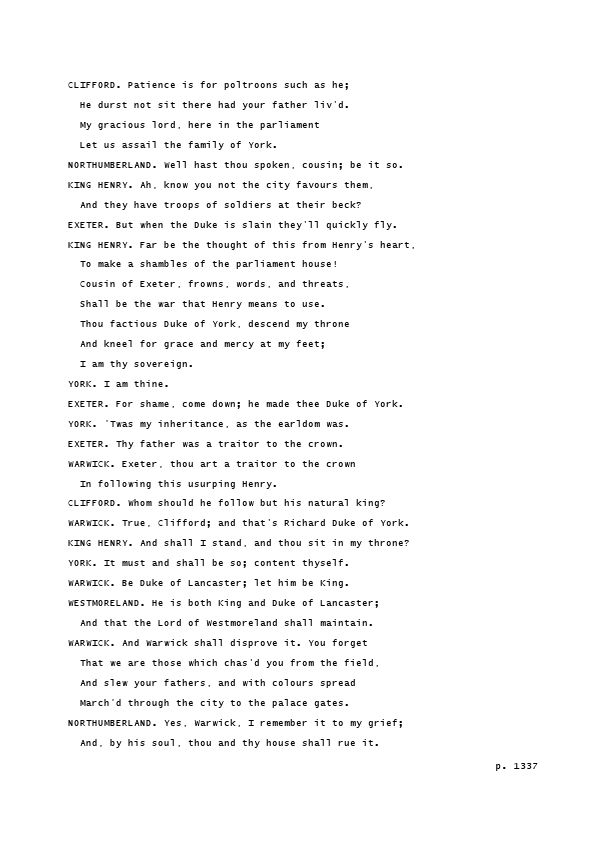 CLIFFORD. Patience is for poltroons such as he;
He durst not sit there had your father liv'd.
My gracious lord, here in the parliament
Let us assail the family of York.
NORTHUMBERLAND. Well hast thou spoken, cousin; be it so.
KING HENRY. Ah, know you not the city favours them,
And they have troops of soldiers at their beck?
EXETER. But when the Duke is slain they'll quickly fly.
KING HENRY. Far be the thought of this from Henry's heart,
To make a shambles of the parliament house!
Cousin of Exeter, frowns, words, and threats,
Shall be the war that Henry means to use.
Thou factious Duke of York, descend my throne
And kneel for grace and mercy at my feet;
I am thy sovereign.
YORK. I am thine.
EXETER. For shame, come down; he made thee Duke of York.
YORK. 'Twas my inheritance, as the earldom was.
EXETER. Thy father was a traitor to the crown.
WARWICK. Exeter, thou art a traitor to the crown
In following this usurping Henry.
CLIFFORD. Whom should he follow but his natural king?
WARWICK. True, Clifford; and that's Richard Duke of York.
KING HENRY. And shall I stand, and thou sit in my throne?
YORK. It must and shall be so; content thyself.
WARWICK. Be Duke of Lancaster; let him be King.
WESTMORELAND. He is both King and Duke of Lancaster;
And that the Lord of Westmoreland shall maintain.
WARWICK. And Warwick shall disprove it. You forget
That we are those which chas'd you from the field,
And slew your fathers, and with colours spread
March'd through the city to the palace gates.
NORTHUMBERLAND. Yes, Warwick, I remember it to my grief;
And, by his soul, thou and thy house shall rue it.
p. 1337